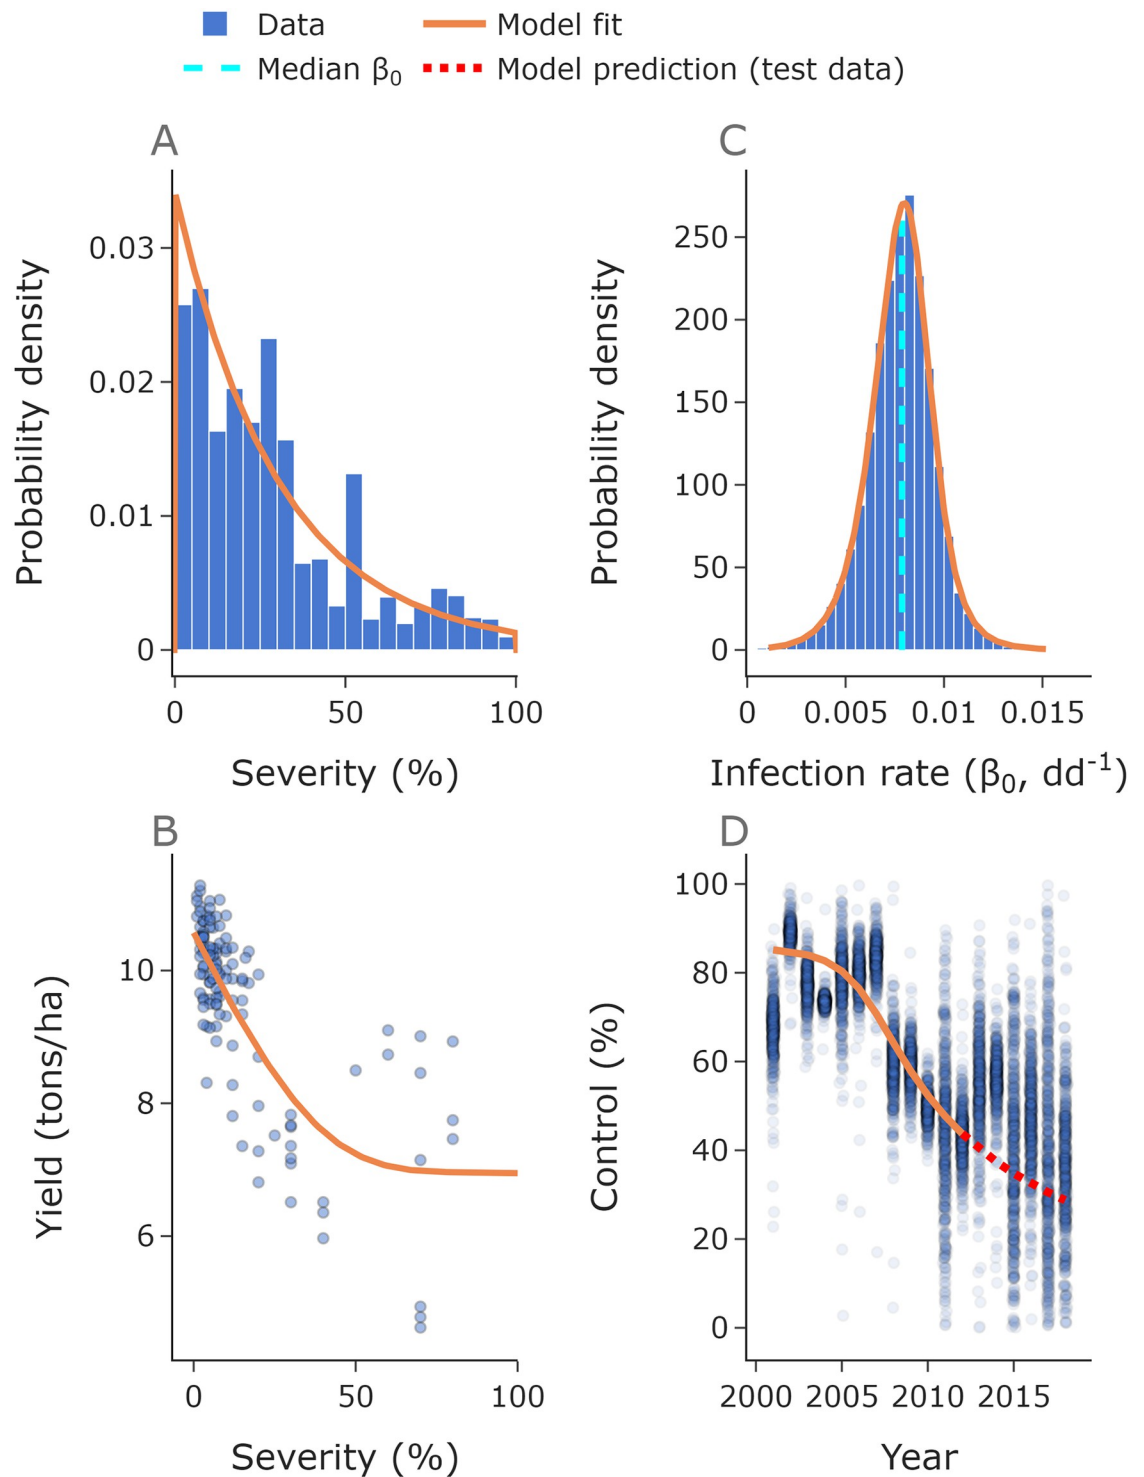 Data
Model fit
Median β₀
Model prediction (test data)
A
Probability density
0.03
0.02
0.01
0
0 50 100
Severity (%)
C
Probability density
250
200
150
100
50
0
0 0.005 0.01 0.015
Infection rate (β₀, dd⁻¹)
B
Yield (tons/ha)
10
8
6
0 50 100
Severity (%)
D
Control (%)
100
80
60
40
20
0
2000 2005 2010 2015
Year